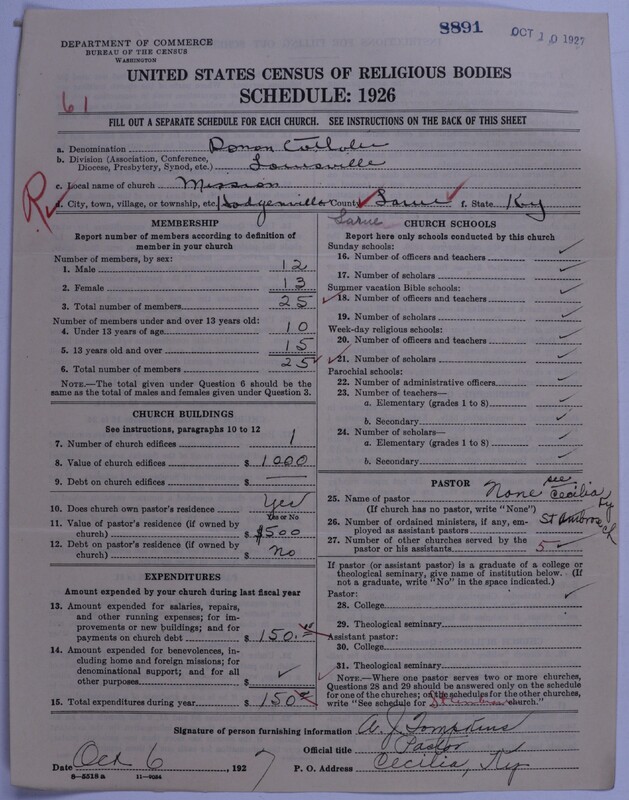 8891
OCT 10 1927
DEPARTMENT OF COMMERCE
BUREAU OF THE CENSUS
WASHINGTON
UNITED STATES CENSUS OF RELIGIOUS BODIES
SCHEDULE: 1926
61
FILL OUT A SEPARATE SCHEDULE FOR EACH CHURCH. SEE INSTRUCTIONS ON THE BACK OF THIS SHEET
a. Denomination Roman Catholic
b. Division (Association, Conference,
Diocese, Presbytery, Synod, etc.) Louisville
c. Local name of church Mission
R
d. City, town, village, or township, etc. Hodgenville County Larue f. State Ky
Larue
MEMBERSHIP
Report number of members according to definition of
member in your church
Number of members, by sex:
1. Male 12
2. Female 13
3. Total number of members 25
Number of members under and over 13 years old:
4. Under 13 years of age 10
5. 13 years old and over 15
6. Total number of members 25
NOTE.—The total given under Question 6 should be
the same as the total of males and females given under Question 3.
CHURCH BUILDINGS
See instructions, paragraphs 10 to 12
7. Number of church edifices 1
8. Value of church edifices $ 1000
9. Debt on church edifices $ —
10. Does church own pastor's residence Yes
Yes or No
11. Value of pastor's residence (if owned by
church) $ $500
12. Debt on pastor's residence (if owned by
church) $ No
EXPENDITURES
Amount expended by your church during last fiscal year
13. Amount expended for salaries, repairs,
and other running expenses; for im-
provements or new buildings; and for
payments on church debt $ 150.
14. Amount expended for benevolences, in-
cluding home and foreign missions; for
denominational support; and for all
other purposes $ ✓
15. Total expenditures during year $ 150
CHURCH SCHOOLS
Report here only schools conducted by this church
Sunday schools:
16. Number of officers and teachers ✓
17. Number of scholars ✓
Summer vacation Bible schools:
18. Number of officers and teachers ✓
19. Number of scholars ✓
Week-day religious schools:
20. Number of officers and teachers ✓
21. Number of scholars ✓
Parochial schools:
22. Number of administrative officers ✓
23. Number of teachers—
a. Elementary (grades 1 to 8) ✓
b. Secondary ✓
24. Number of scholars—
a. Elementary (grades 1 to 8) ✓
b. Secondary ✓
PASTOR
see
25. Name of pastor None Cecilia
(If church has no pastor, write "None") Ky
26. Number of ordained ministers, if any, em-
ployed as assistant pastors St Ambrose
ch
27. Number of other churches served by the
pastor or his assistants 5
If pastor (or assistant pastor) is a graduate of a college or
theological seminary, give name of institution below. (If
not a graduate, write "No" in the space indicated.)
Pastor:
28. College ✓
29. Theological seminary
Assistant pastor:
30. College
31. Theological seminary
NOTE.—Where one pastor serves two or more churches,
Questions 28 and 29 should be answered only on the schedule
for one of the churches; on the schedules for the other churches,
write "See schedule for St Ambrose church."
Signature of person furnishing information W. J. Tompkins
Official title Pastor
Date Oct 6, 1927 P. O. Address Cecilia, Ky
8—5518 a 11—9034